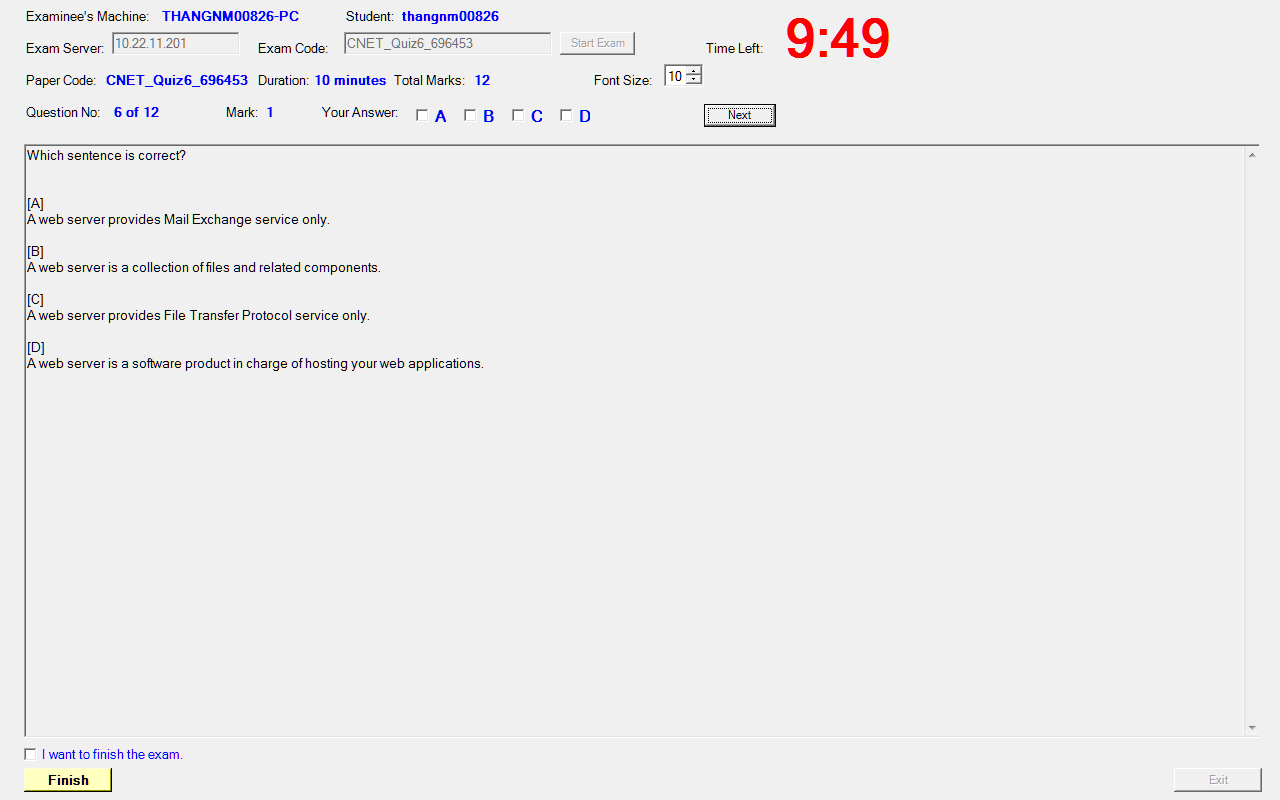 Examinee's Machine: THANGNM00826-PC Student: thangnm00826
Exam Server: 10.22.11.201 Exam Code: CNET_Quiz6_696453 Start Exam Time Left: 9:49
Paper Code: CNET_Quiz6_696453 Duration: 10 minutes Total Marks: 12 Font Size: 10
Question No: 6 of 12 Mark: 1 Your Answer: A B C D Next
Which sentence is correct?
[A]
A web server provides Mail Exchange service only.
[B]
A web server is a collection of files and related components.
[C]
A web server provides File Transfer Protocol service only.
[D]
A web server is a software product in charge of hosting your web applications.
I want to finish the exam.
Finish Exit